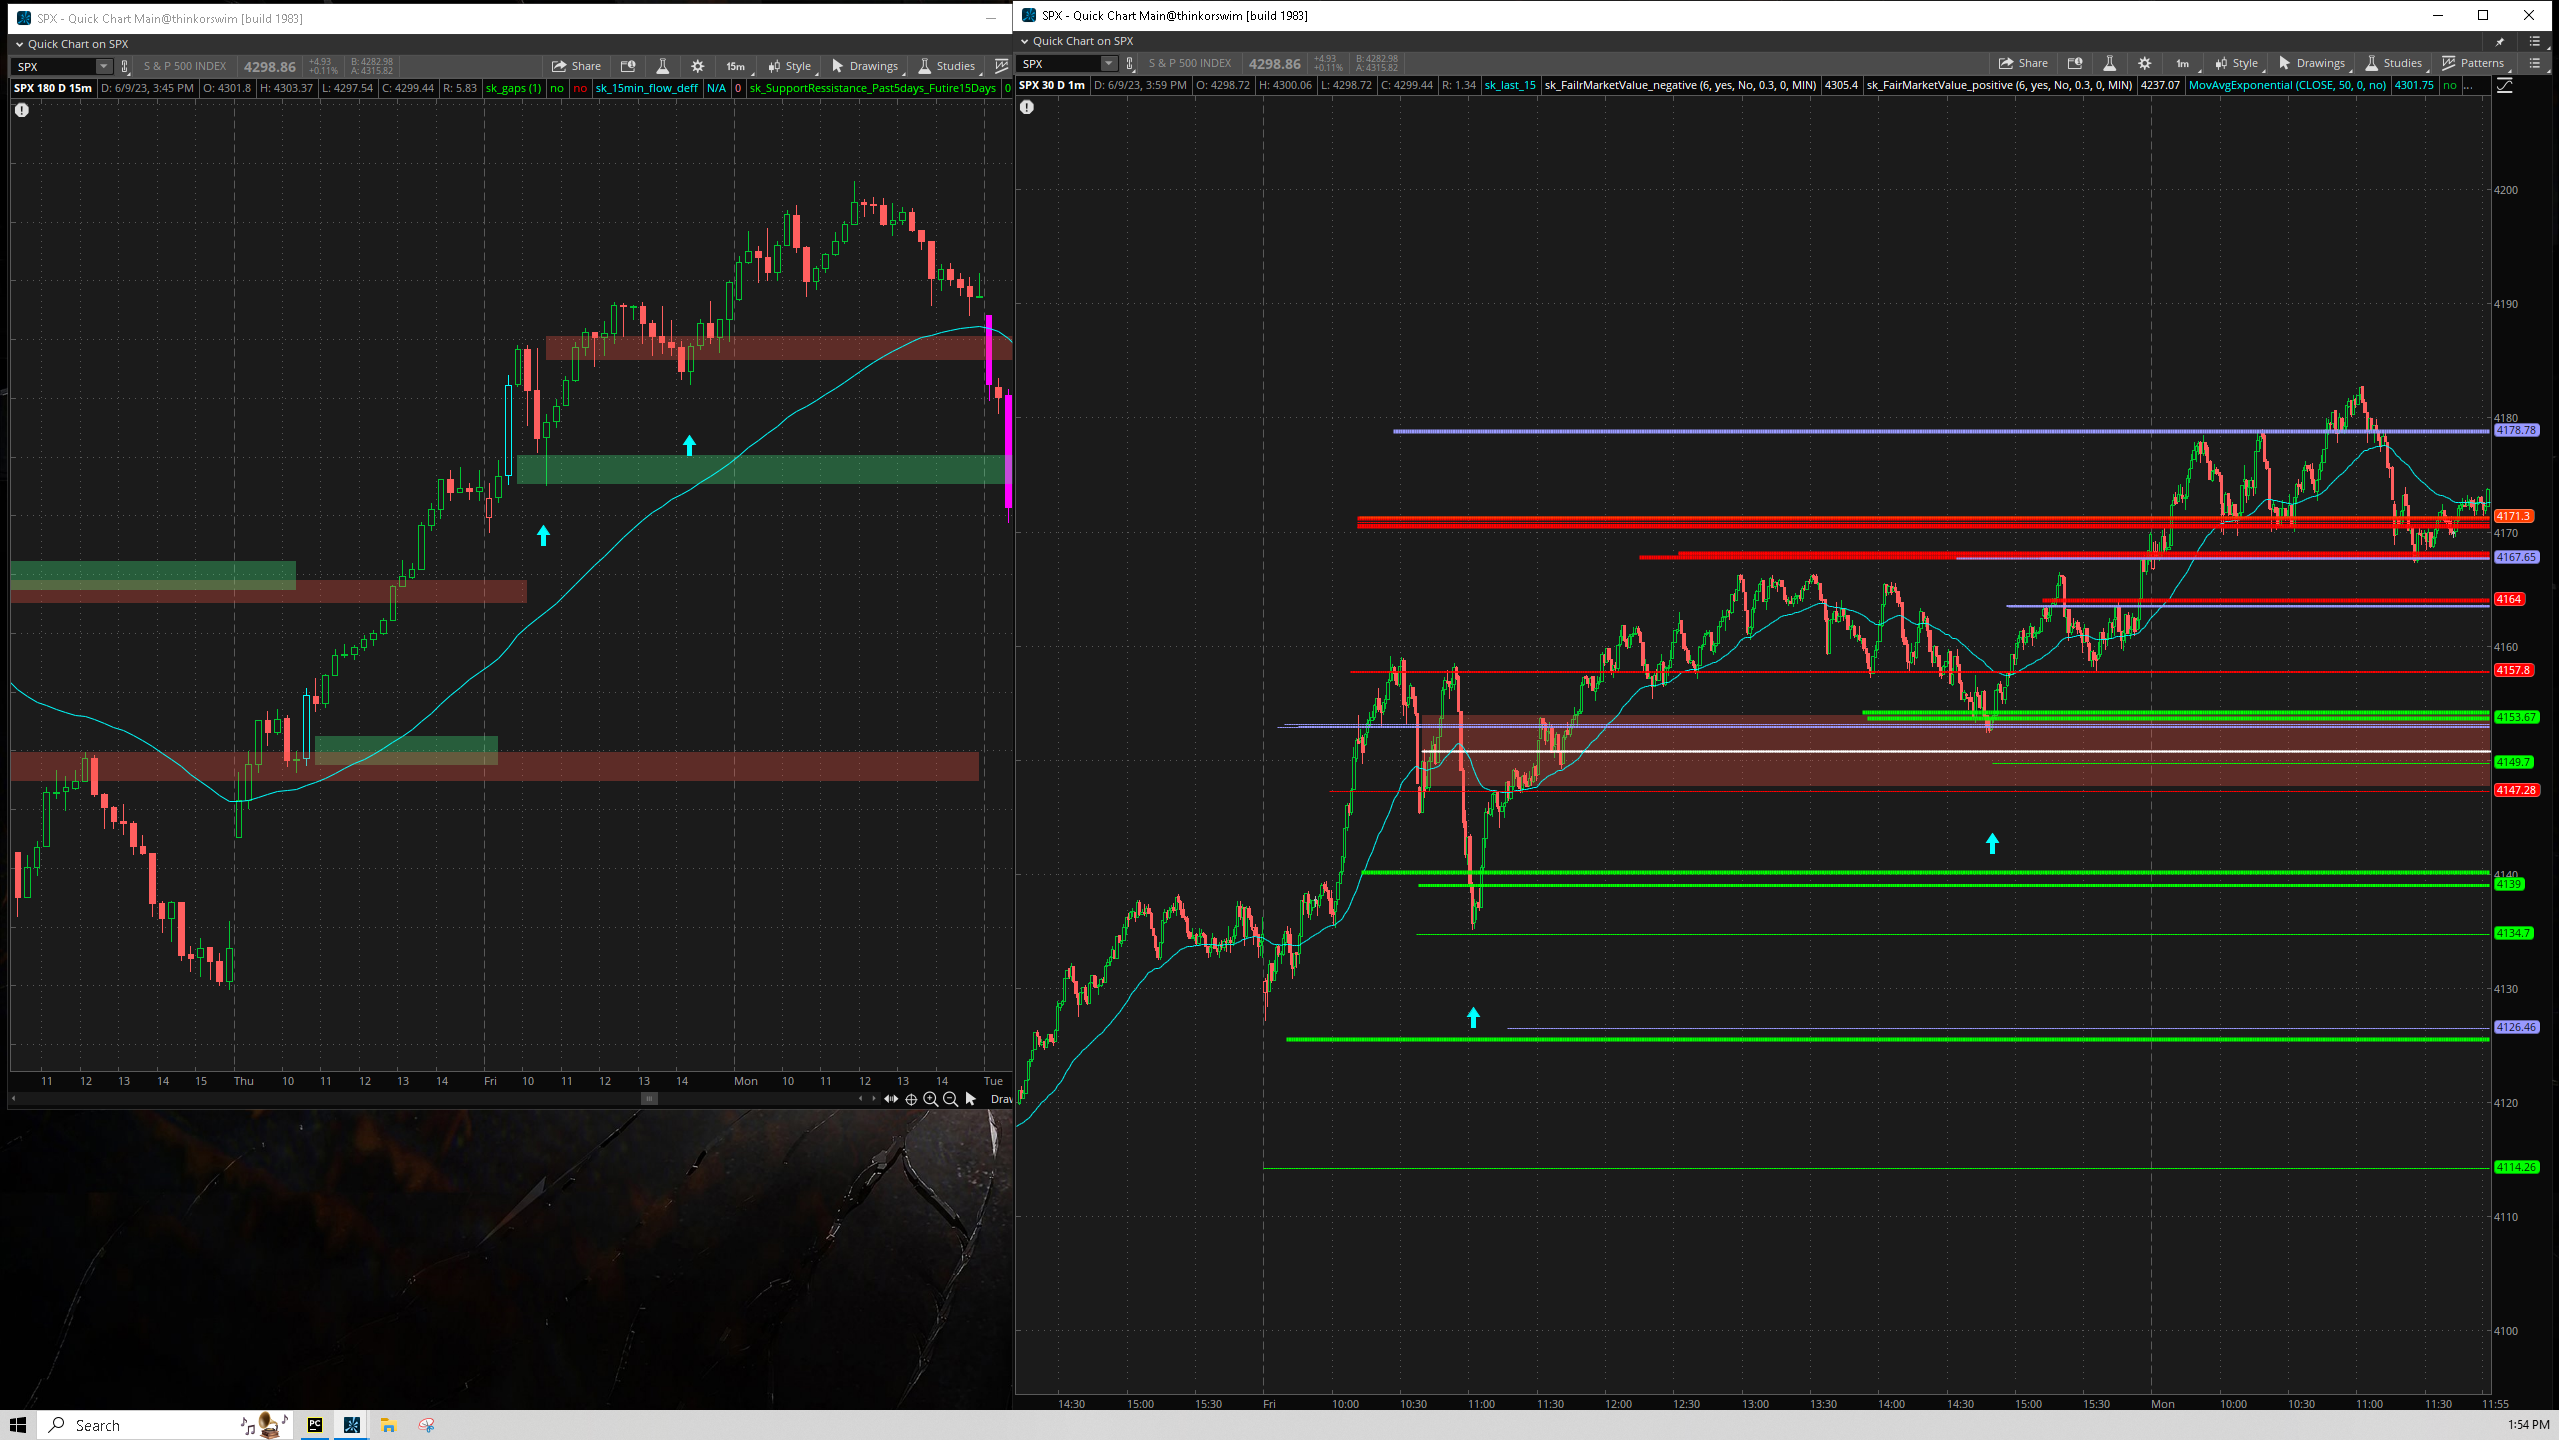 SPX - Quick Chart Main@thinkorswim [build 1983]
Quick Chart on SPX
SPX S & P 500 INDEX 4298.86 +4.93 +0.11% B: 4282.98 A: 4315.82 Share 15m Style Drawings Studies
SPX 180 D 15m D: 6/9/23, 3:45 PM O: 4301.8 H: 4303.37 L: 4297.54 C: 4299.44 R: 5.83 sk_gaps (1) no no sk_15min_flow_deff N/A 0 sk_SupportRessistance_Past5days_Futire15Days 0
11 12 13 14 15 Thu 10 11 12 13 14 Fri 10 11 12 13 14 Mon 10 11 12 13 14 Tue
Drav
SPX - Quick Chart Main@thinkorswim [build 1983]
Quick Chart on SPX
SPX S & P 500 INDEX 4298.86 +4.93 +0.11% B: 4282.98 A: 4315.82 Share 1m Style Drawings Studies Patterns
SPX 30 D 1m D: 6/9/23, 3:59 PM O: 4298.72 H: 4300.06 L: 4298.72 C: 4299.44 R: 1.34 sk_last_15 sk_FailrMarketValue_negative (6, yes, No, 0.3, 0, MIN) 4305.4 sk_FairMarketValue_positive (6, yes, No, 0.3, 0, MIN) 4237.07 MovAvgExponential (CLOSE, 50, 0, no) 4301.75 no ...
4200
4190
4180
4178.78
4171.3
4170
4167.65
4164
4160
4157.8
4153.67
4149.7
4147.28
4140
4139
4134.7
4130
4126.46
4120
4114.26
4110
4100
14:30 15:00 15:30 Fri 10:00 10:30 11:00 11:30 12:00 12:30 13:00 13:30 14:00 14:30 15:00 15:30 Mon 10:00 10:30 11:00 11:30 11:55
Search PC 1:54 PM